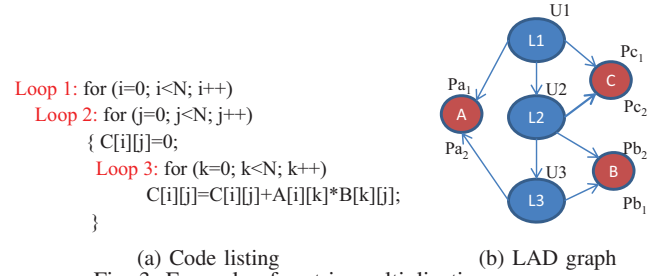 Loop 1: for (i=0; i<N; i++)
Loop 2: for (j=0; j<N; j++)
{ C[i][j]=0;
Loop 3: for (k=0; k<N; k++)
C[i][j]=C[i][j]+A[i][k]*B[k][j];
}
(a) Code listing
U1
L1
Pc1
Pa1
U2
C
A
L2
Pc2
Pa2
Pb2
U3
B
L3
Pb1
(b) LAD graph